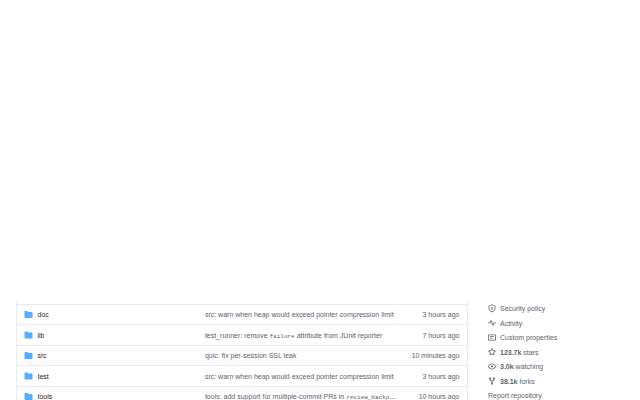 doc src: warn when heap would exceed pointer compression limit 3 hours ago
lib test_runner: remove failure attribute from JUnit reporter 7 hours ago
src quic: fix per-session SSL leak 10 minutes ago
test src: warn when heap would exceed pointer compression limit 3 hours ago
tools tools: add support for multiple-commit PRs in review_backp… 10 hours ago
Security policy
Activity
Custom properties
123.7k stars
3.0k watching
38.1k forks
Report repository